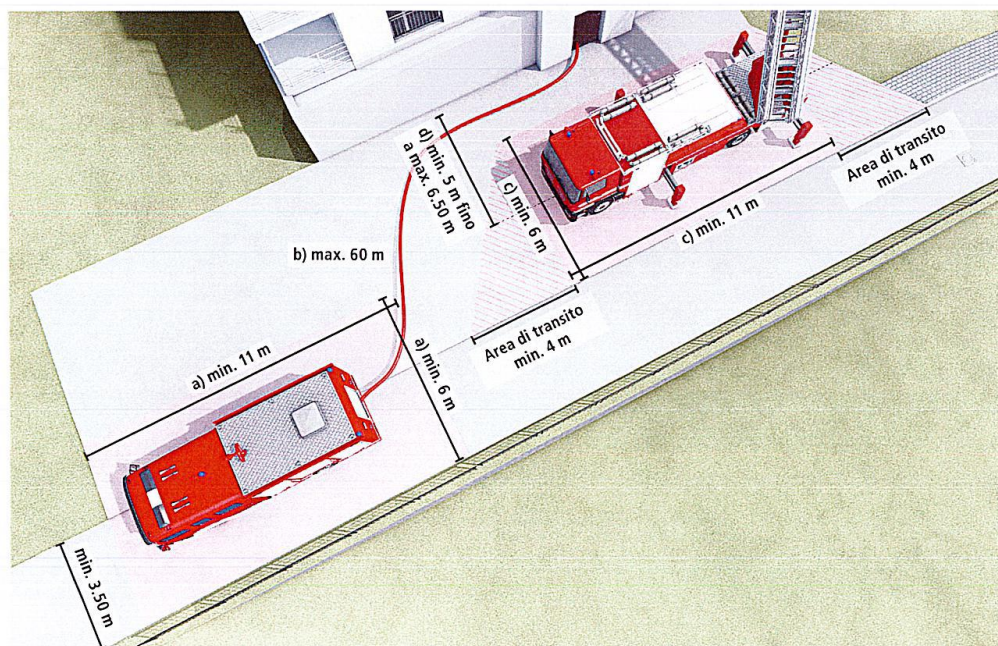 d) min. 5 m fino
a max. 6.50 m
c) min. 6 m
Area di transito
min. 4 m
c) min. 11 m
b) max. 60 m
Area di transito
min. 4 m
a) min. 11 m
a) min. 6 m
min. 3.50 m